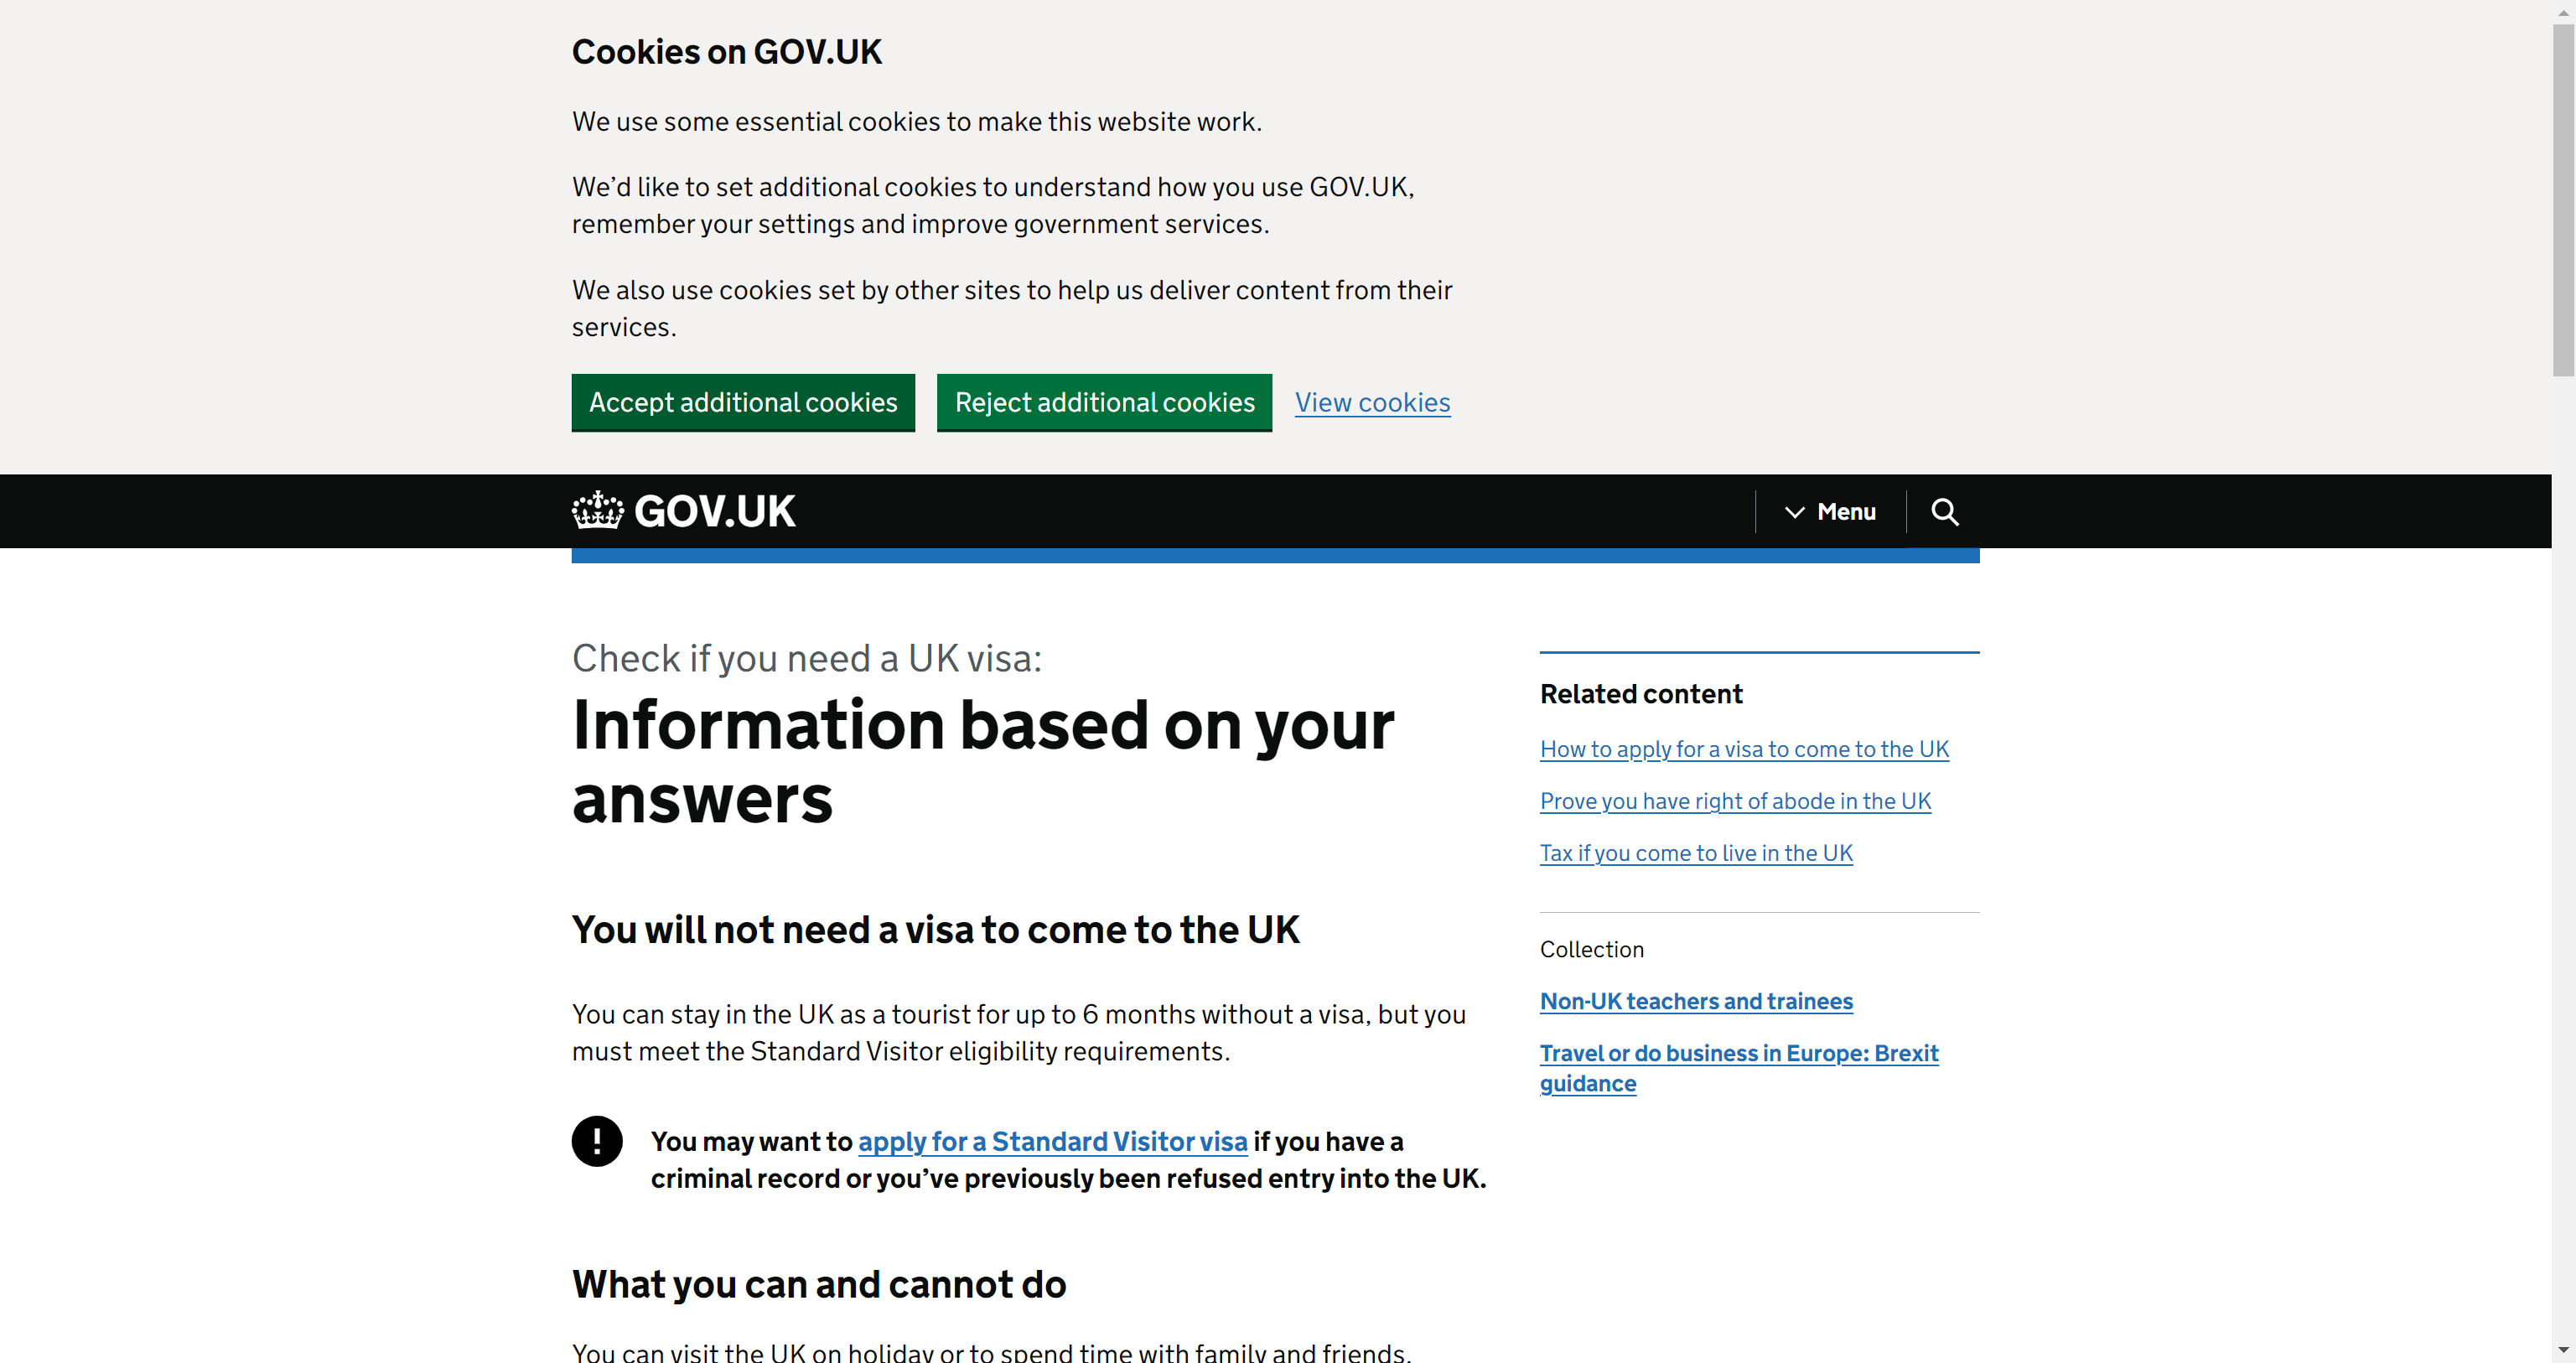 Cookies on GOV.UK
We use some essential cookies to make this website work.
We’d like to set additional cookies to understand how you use GOV.UK,
remember your settings and improve government services.
We also use cookies set by other sites to help us deliver content from their
services.
Accept additional cookies
Reject additional cookies
View cookies
GOV.UK
Menu
Check if you need a UK visa:
Information based on your
answers
You will not need a visa to come to the UK
You can stay in the UK as a tourist for up to 6 months without a visa, but you
must meet the Standard Visitor eligibility requirements.
You may want to apply for a Standard Visitor visa if you have a
criminal record or you’ve previously been refused entry into the UK.
What you can and cannot do
You can visit the UK on holiday or to spend time with family and friends.
Related content
How to apply for a visa to come to the UK
Prove you have right of abode in the UK
Tax if you come to live in the UK
Collection
Non-UK teachers and trainees
Travel or do business in Europe: Brexit
guidance